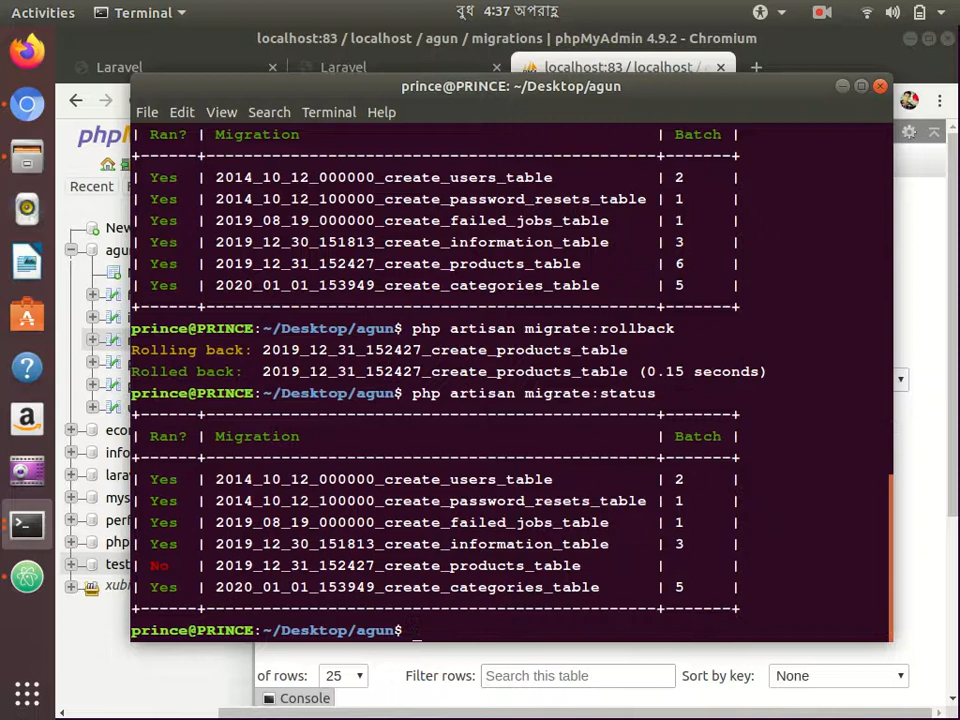 Activities Terminal বুধ 4:37 অপরাহ্ণ
localhost:83 / localhost / agun / migrations | phpMyAdmin 4.9.2 - Chromium
Laravel Laravel localhost:83 / localhost /
prince@PRINCE: ~/Desktop/agun
File Edit View Search Terminal Help
| Ran? | Migration | Batch |
+------+------------------------------------------------+-------+
| Yes | 2014_10_12_000000_create_users_table | 2 |
| Yes | 2014_10_12_100000_create_password_resets_table | 1 |
| Yes | 2019_08_19_000000_create_failed_jobs_table | 1 |
| Yes | 2019_12_30_151813_create_information_table | 3 |
| Yes | 2019_12_31_152427_create_products_table | 6 |
| Yes | 2020_01_01_153949_create_categories_table | 5 |
+------+------------------------------------------------+-------+
prince@PRINCE:~/Desktop/agun$ php artisan migrate:rollback
Rolling back: 2019_12_31_152427_create_products_table
Rolled back: 2019_12_31_152427_create_products_table (0.15 seconds)
prince@PRINCE:~/Desktop/agun$ php artisan migrate:status
+------+------------------------------------------------+-------+
| Ran? | Migration | Batch |
+------+------------------------------------------------+-------+
| Yes | 2014_10_12_000000_create_users_table | 2 |
| Yes | 2014_10_12_100000_create_password_resets_table | 1 |
| Yes | 2019_08_19_000000_create_failed_jobs_table | 1 |
| Yes | 2019_12_30_151813_create_information_table | 3 |
| No | 2019_12_31_152427_create_products_table | |
| Yes | 2020_01_01_153949_create_categories_table | 5 |
+------+------------------------------------------------+-------+
prince@PRINCE:~/Desktop/agun$
php
Recent
New
agu
eco
info
lara
mys
perf
php
test
xubi
of rows: 25 Filter rows: Search this table Sort by key: None
Console